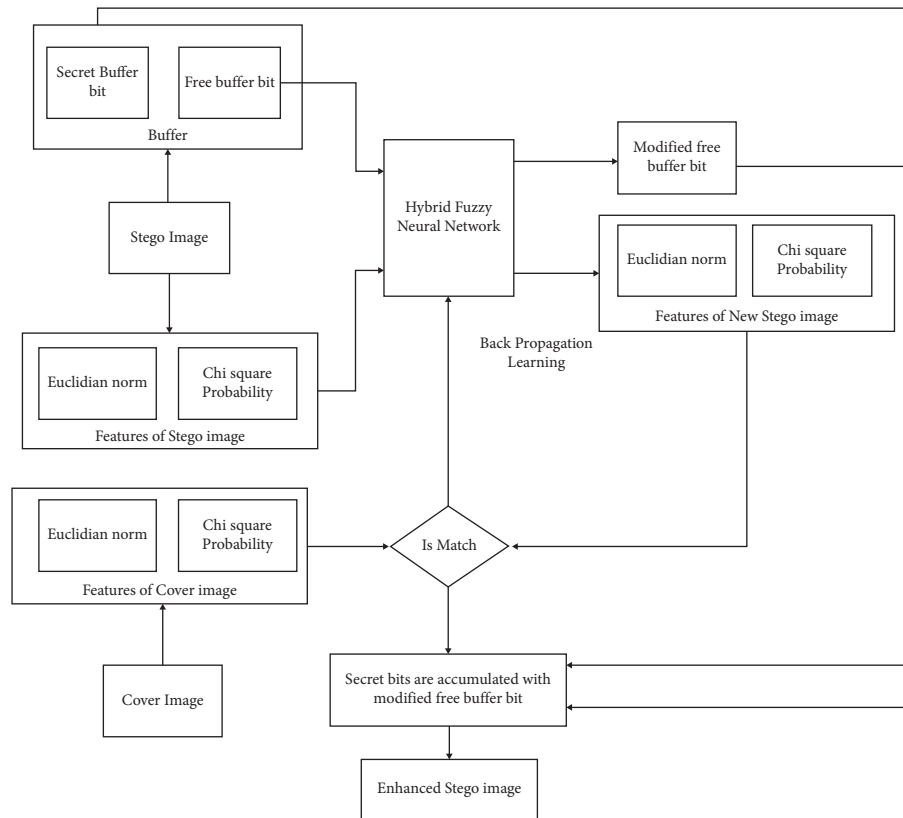 Secret Buffer
bit
Free buffer bit
Buffer
Stego Image
Hybrid Fuzzy
Neural Network
Modified free
buffer bit
Euclidian norm
Chi square
Probability
Features of New Stego image
Back Propagation
Learning
Euclidian norm
Chi square
Probability
Features of Stego image
Euclidian norm
Chi square
Probability
Features of Cover image
Is Match
Cover Image
Secret bits are accumulated with
modified free buffer bit
Enhanced Stego image